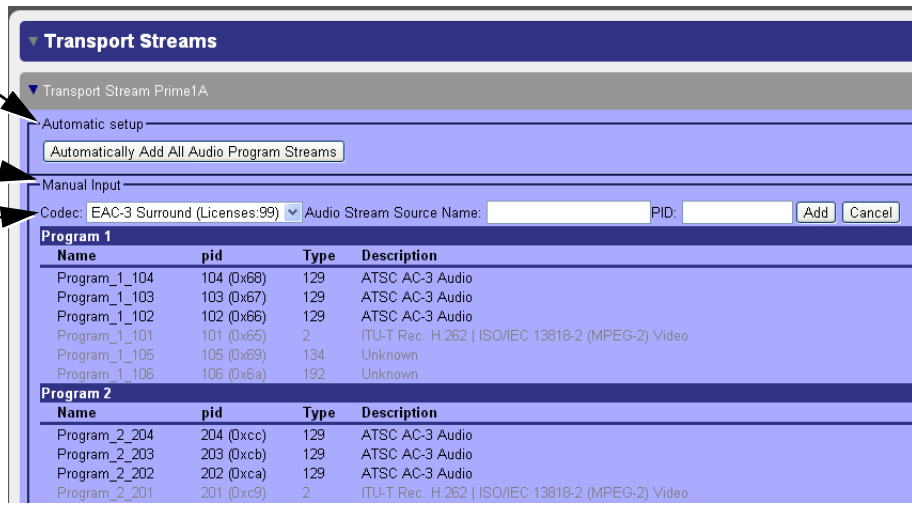 Transport Streams
Transport Stream Prime1A
Automatic setup
Automatically Add All Audio Program Streams
Manual Input
Codec: EAC-3 Surround (Licenses:99) Audio Stream Source Name: PID: Add Cancel
Program 1
Name pid Type Description
Program_1_104 104 (0x68) 129 ATSC AC-3 Audio
Program_1_103 103 (0x67) 129 ATSC AC-3 Audio
Program_1_102 102 (0x66) 129 ATSC AC-3 Audio
Program_1_101 101 (0x65) 2 ITU-T Rec. H.262 | ISO/IEC 13818-2 (MPEG-2) Video
Program_1_105 105 (0x69) 134 Unknown
Program_1_106 106 (0x6a) 192 Unknown
Program 2
Name pid Type Description
Program_2_204 204 (0xcc) 129 ATSC AC-3 Audio
Program_2_203 203 (0xcb) 129 ATSC AC-3 Audio
Program_2_202 202 (0xca) 129 ATSC AC-3 Audio
Program_2_201 201 (0xc9) 2 ITU-T Rec. H.262 | ISO/IEC 13818-2 (MPEG-2) Video